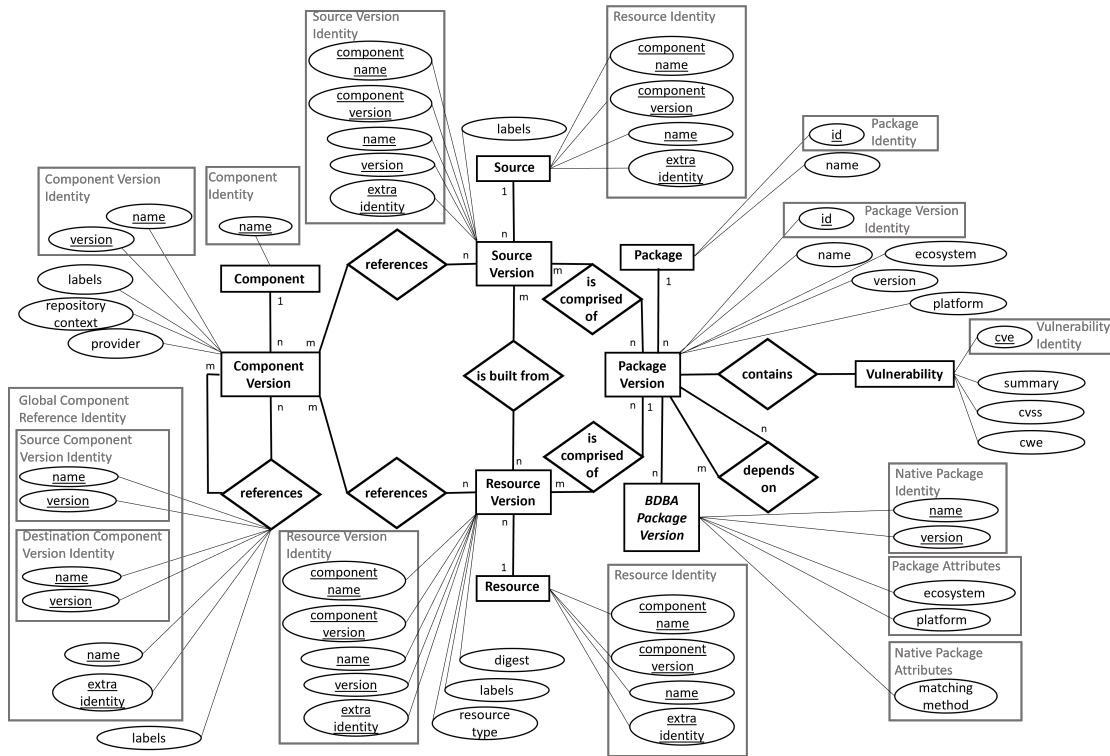 Source Version
Identity
component
name
component
version
name
version
extra
identity
Resource Identity
component
name
component
version
name
extra
identity
labels
Source
1
n
id
Package
Identity
name
Component Version
Identity
name
version
labels
repository
context
provider
Component
Identity
name
Component
1
n
references
m
n
Source
Version
m
m
is
comprised
of
n
Package
1
n
id
Package Version
Identity
name
ecosystem
version
platform
Vulnerability
Identity
cve
summary
cvss
cwe
Component
Version
m
n
m
is built from
n
Package
Version
contains
Vulnerability
n
1
n
m
n
depends
on
is
comprised
of
m
BDBA
Package
Version
Global Component
Reference Identity
Source Component
Version Identity
name
version
Destination Component
Version Identity
name
version
name
extra
identity
labels
references
references
n
Resource
Version
n
1
Resource
Resource Version
Identity
component
name
component
version
name
version
extra
identity
digest
labels
resource
type
Resource Identity
component
name
component
version
name
extra
identity
Native Package
Identity
name
version
Package Attributes
ecosystem
platform
Native Package
Attributes
matching
method